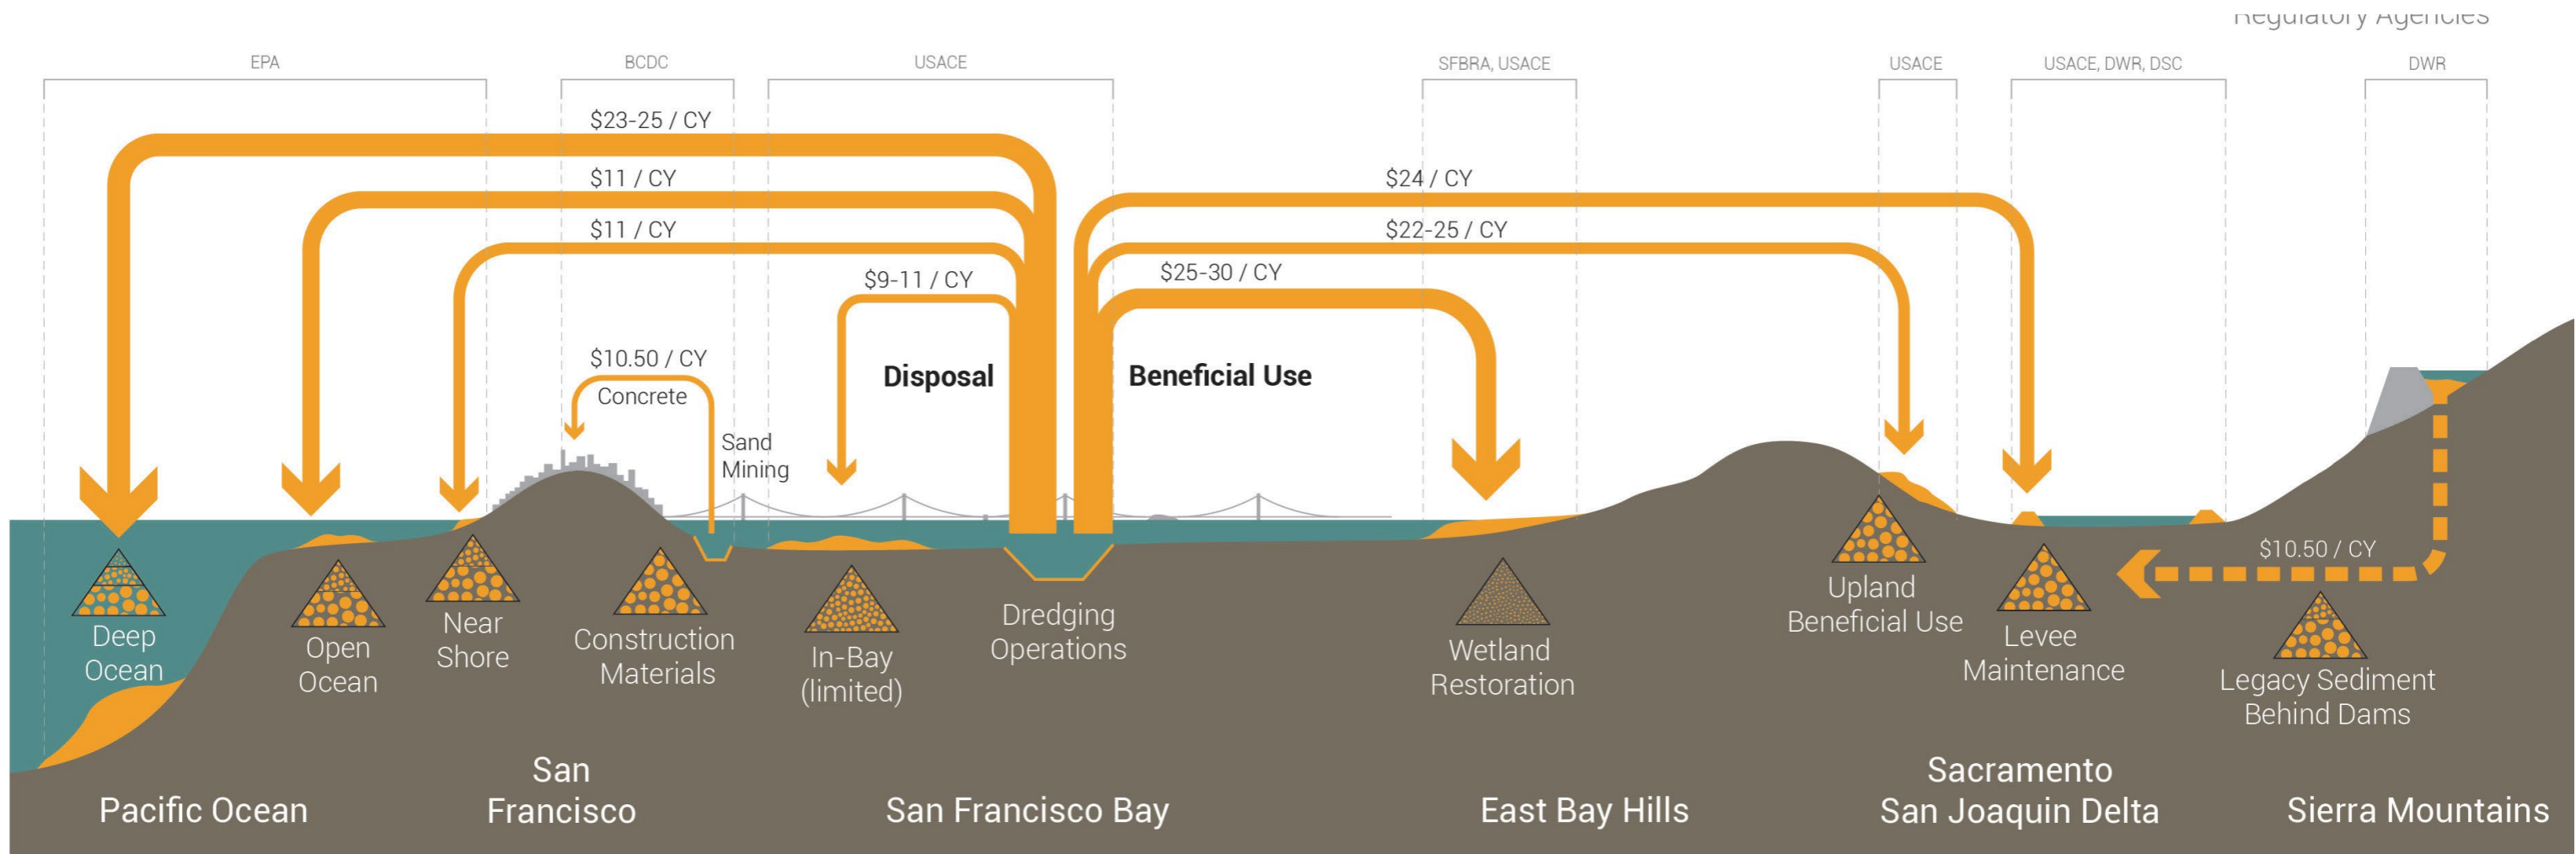 Regulatory Agencies
EPA
BCDC
USACE
SFBRA, USACE
USACE
USACE, DWR, DSC
DWR
$23-25 / CY
$11 / CY
$24 / CY
$11 / CY
$22-25 / CY
$9-11 / CY
$25-30 / CY
$10.50 / CY
Concrete
Disposal
Beneficial Use
Sand
Mining
$10.50 / CY
Deep
Ocean
Open
Ocean
Near
Shore
Construction
Materials
In-Bay
(limited)
Dredging
Operations
Wetland
Restoration
Upland
Beneficial Use
Levee
Maintenance
Legacy Sediment
Behind Dams
Pacific Ocean
San
Francisco
San Francisco Bay
East Bay Hills
Sacramento
San Joaquin Delta
Sierra Mountains